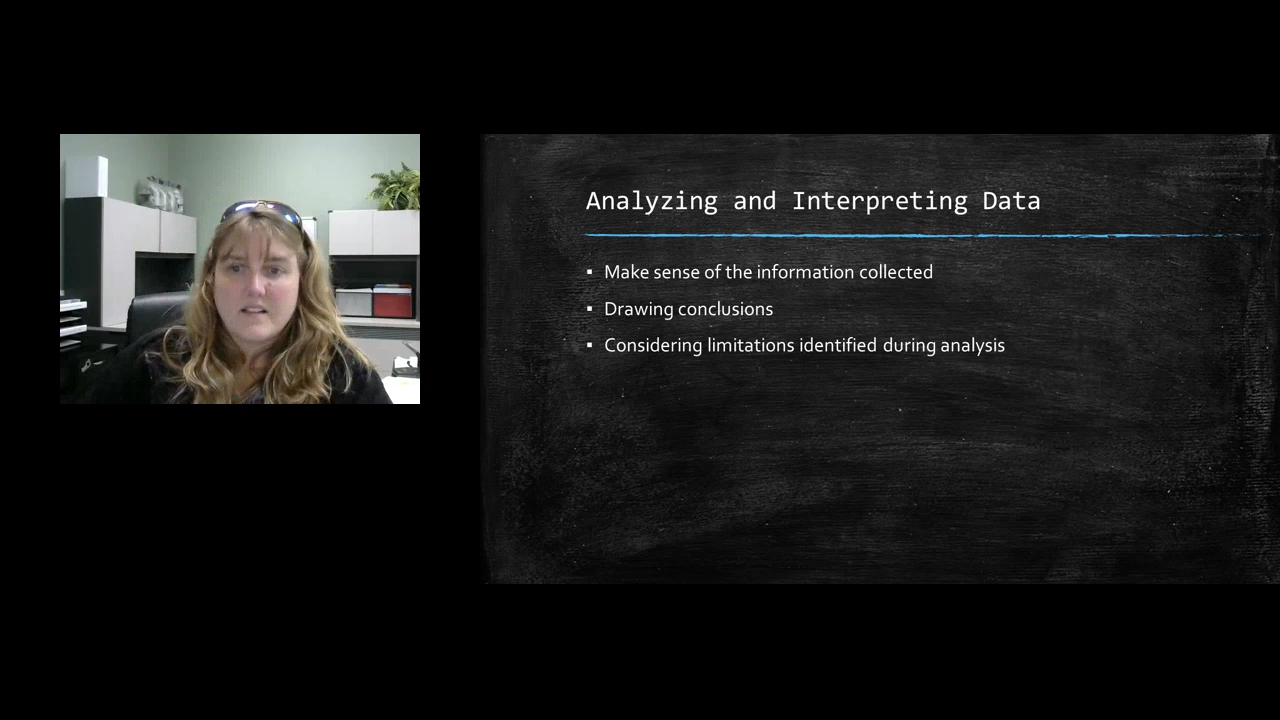 Analyzing and Interpreting Data
▪ Make sense of the information collected
▪ Drawing conclusions
▪ Considering limitations identified during analysis